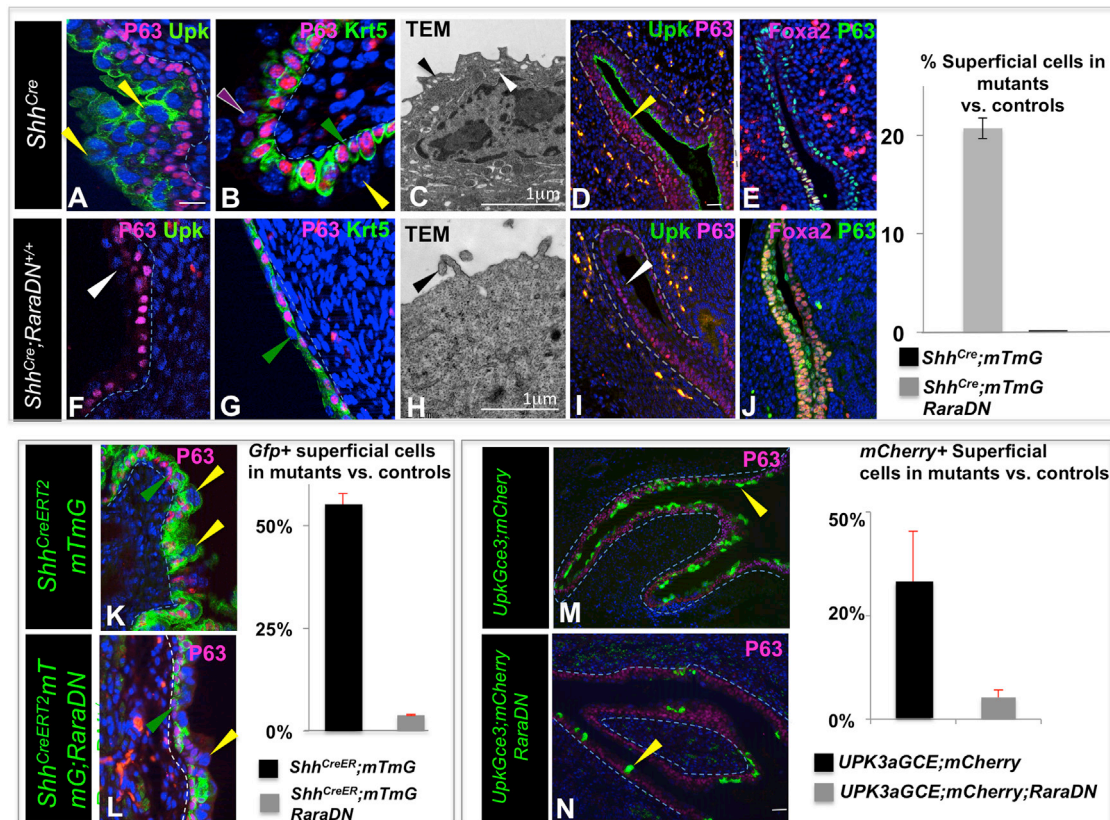 Shh^Cre
P63 Upk
A
P63 Krt5
B
TEM
1μm
C
Upk P63
D
Foxa2 P63
E
Shh^Cre;RaraDN^+/+
P63 Upk
F
P63 Krt5
G
TEM
1μm
H
Upk P63
I
Foxa2 P63
J
% Superficial cells in
mutants
vs. controls
20
10
0
Shh^Cre;mTmG
Shh^Cre;mTmG
RaraDN
Shh^CreERT2
mTmG
P63
K
Shh^CreERT2mT
mG;RaraDN
P63
L
Gfp+ superficial cells
in mutants vs. controls
50%
25%
0%
Shh^CreER;mTmG
Shh^CreER;mTmG
RaraDN
UpkGce3;mChery
P63
M
UpkGce3;mCherry
RaraDN
P63
N
mCherry+ Superficial
cells in mutants vs. controls
50%
20%
0%
UPK3aGCE;mCherry
UPK3aGCE;mCherry;RaraDN